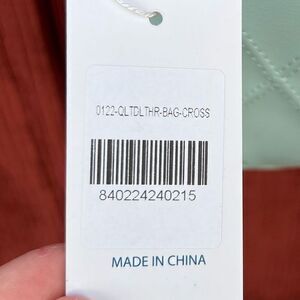 0122-QLTDLTHR-BAG-CROSS
840224240215
MADE IN CHINA